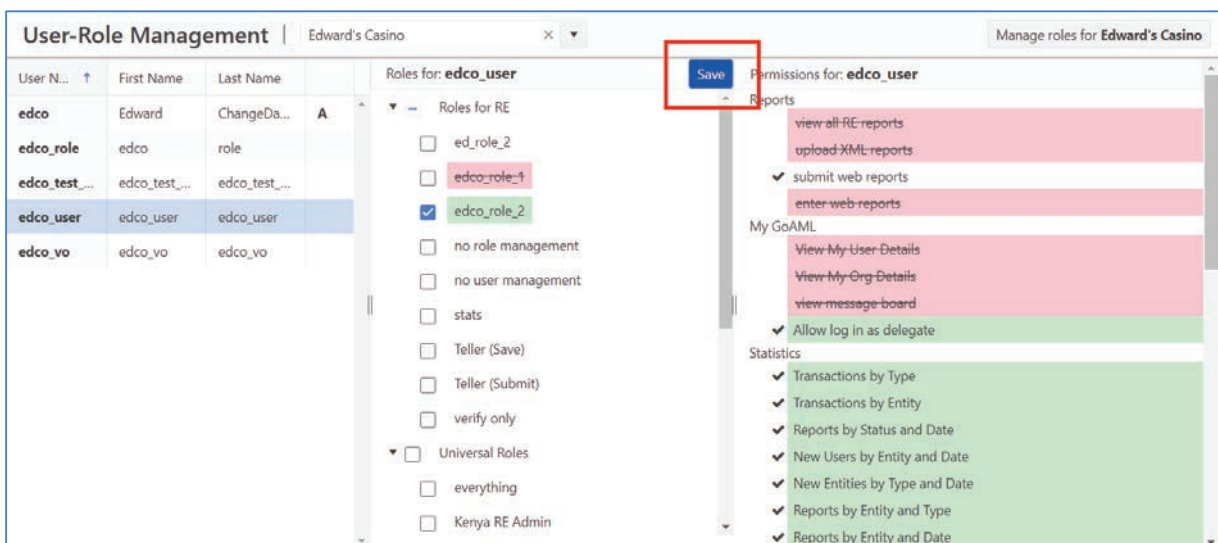 User-Role Management | Edward's Casino × ▼ Manage roles for Edward's Casino
User N... ↑ First Name Last Name
edco Edward ChangeDa... A
edco_role edco role
edco_test_... edco_test_... edco_test_...
edco_user edco_user edco_user
edco_vo edco_vo edco_vo
Roles for: edco_user Save
Roles for RE
ed_role_2
edco_role_1
edco_role_2
no role management
no user management
stats
Teller (Save)
Teller (Submit)
verify only
Universal Roles
everything
Kenya RE Admin
Permissions for: edco_user
Reports
view all RE reports
upload XML reports
submit web reports
enter web reports
My GoAML
View My User Details
View My Org Details
view message board
Allow log in as delegate
Statistics
Transactions by Type
Transactions by Entity
Reports by Status and Date
New Users by Entity and Date
New Entities by Type and Date
Reports by Entity and Type
Reports by Entity and Date